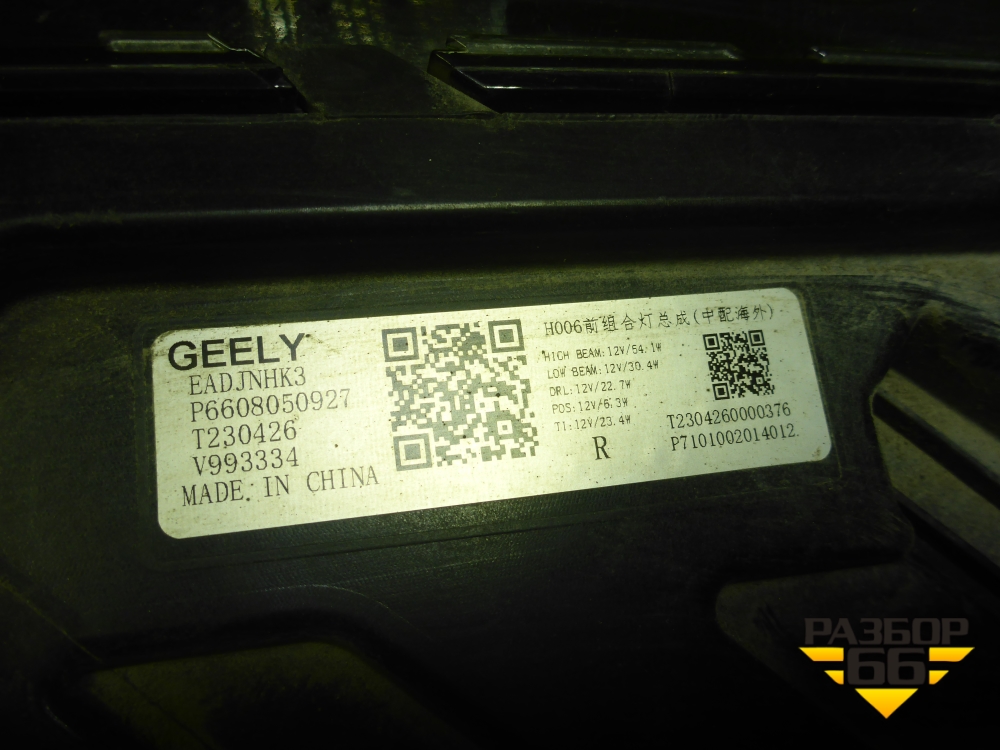 GEELY
EADJNHK3
P6608050927
T230426
V993334
MADE IN CHINA
H006前组合灯总成(中配海外)
HIGH BEAM:12V/54.1W
LOW BEAM:12V/30.4W
DRL:12V/22.7W
POS:12V/6.3W
TI:12V/23.4W
R
T2304260000376
P7101002014012
РАЗБОР
66